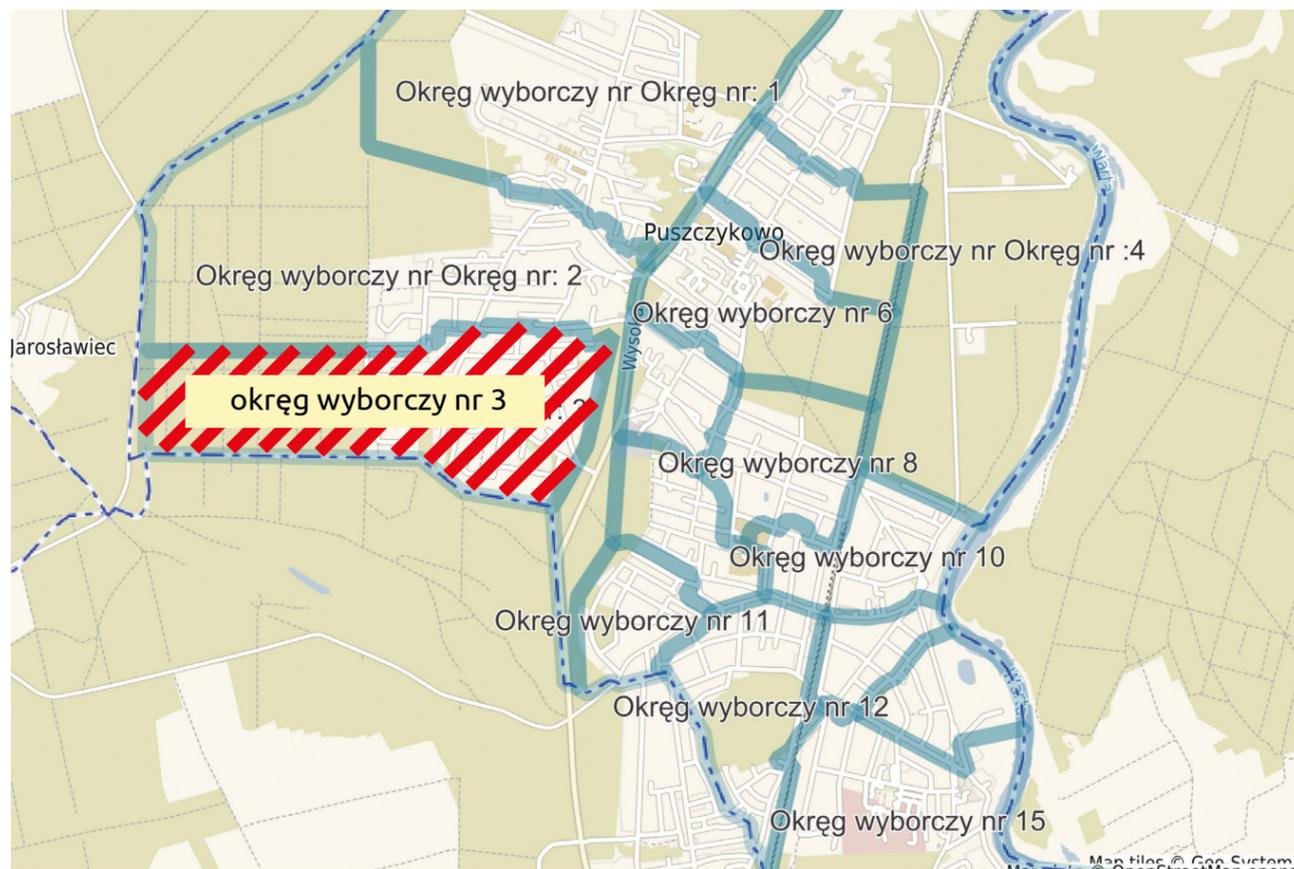 Okręg wyborczy nr Okręg nr: 1
Warta
Puszczykowo
Okręg wyborczy nr Okręg nr :4
Okręg wyborczy nr Okręg nr: 2
Okręg wyborczy nr 6
Jarosławiec
okręg wyborczy nr 3
Okręg wyborczy nr 8
Okręg wyborczy nr 10
Okręg wyborczy nr 11
Okręg wyborczy nr 12
Okręg wyborczy nr 15
Map tiles © Geo-System